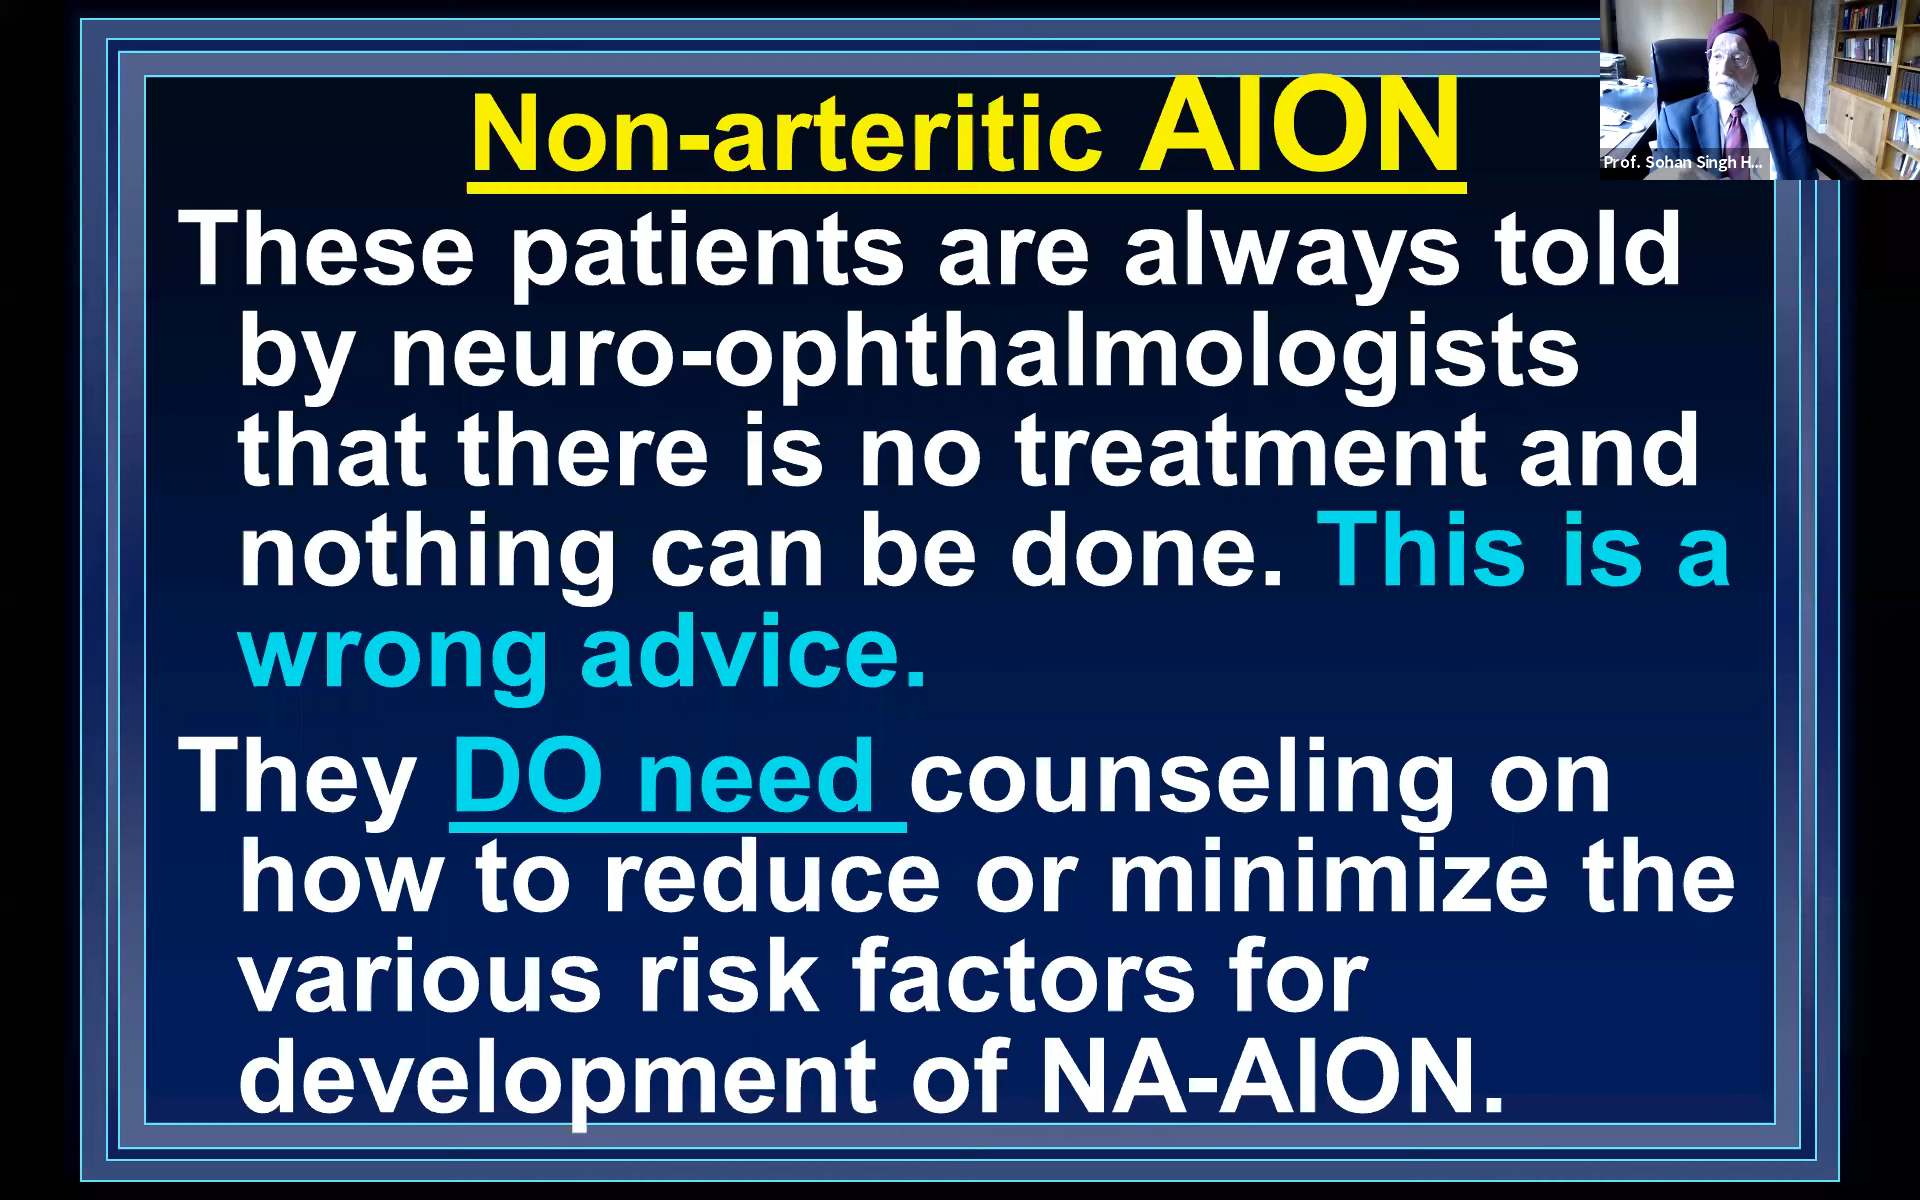 Non-arteritic AION
Prof. Sohan Singh H...
These patients are always told
by neuro-ophthalmologists
that there is no treatment and
nothing can be done. This is a
wrong advice.
They DO need counseling on
how to reduce or minimize the
various risk factors for
development of NA-AION.